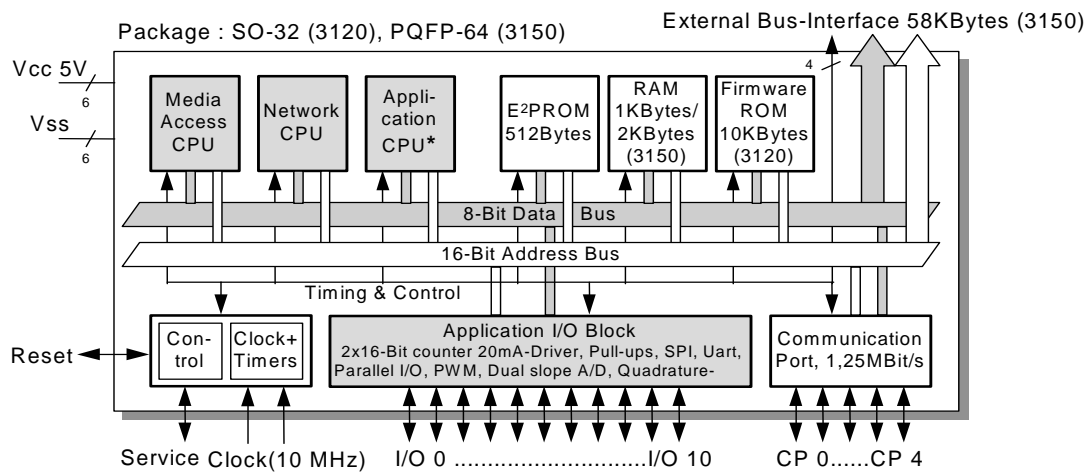 External Bus-Interface 58KBytes (3150)
Package : SO-32 (3120), PQFP-64 (3150)
4
Vcc 5V
6
Vss
6
Media
Access
CPU
Network
CPU
Appli-
cation
CPU*
E2PROM
512Bytes
RAM
1KBytes/
2KBytes
(3150)
Firmware
ROM
10KBytes
(3120)
8-Bit Data Bus
16-Bit Address Bus
Timing & Control
Reset
Con-
trol
Clock+
Timers
Application I/O Block
2x16-Bit counter 20mA-Driver, Pull-ups, SPI, Uart,
Parallel I/O, PWM, Dual slope A/D, Quadrature-
Communication
Port, 1,25MBit/s
Service Clock(10 MHz) I/O 0 ............................I/O 10 CP 0......CP 4